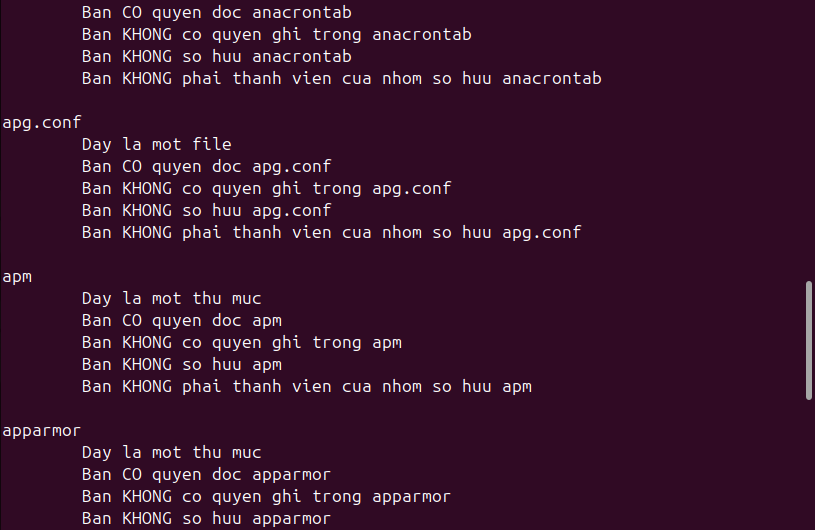 Ban CO quyen doc anacrontab
Ban KHONG co quyen ghi trong anacrontab
Ban KHONG so huu anacrontab
Ban KHONG phai thanh vien cua nhom so huu anacrontab
apg.conf
Day la mot file
Ban CO quyen doc apg.conf
Ban KHONG co quyen ghi trong apg.conf
Ban KHONG so huu apg.conf
Ban KHONG phai thanh vien cua nhom so huu apg.conf
apm
Day la mot thu muc
Ban CO quyen doc apm
Ban KHONG co quyen ghi trong apm
Ban KHONG so huu apm
Ban KHONG phai thanh vien cua nhom so huu apm
apparmor
Day la mot thu muc
Ban CO quyen doc apparmor
Ban KHONG co quyen ghi trong apparmor
Ban KHONG so huu apparmor